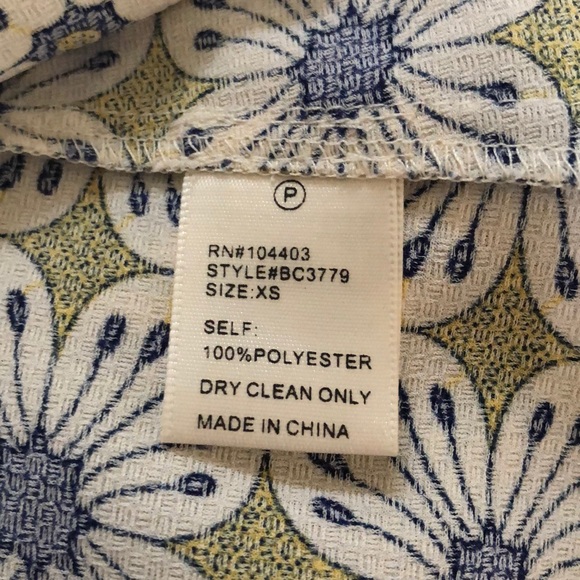 P
RN#104403
STYLE#BC3779
SIZE:XS
SELF:
100%POLYESTER
DRY CLEAN ONLY
MADE IN CHINA